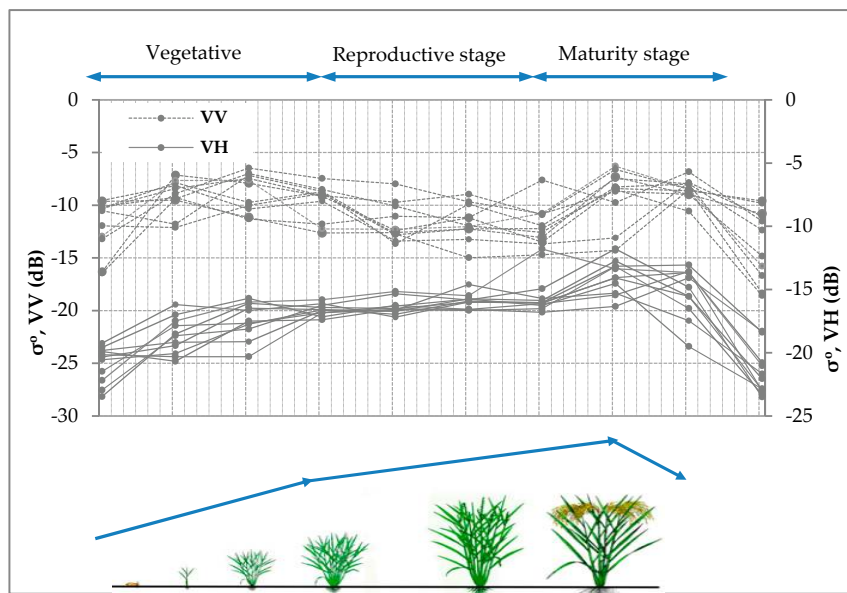 Vegetative Reproductive stage Maturity stage
0 0
VV
VH
-5 -5
-10 -10
-15 -15
-20 -20
-25
-30 -25
σº, VV (dB)
σº, VH (dB)